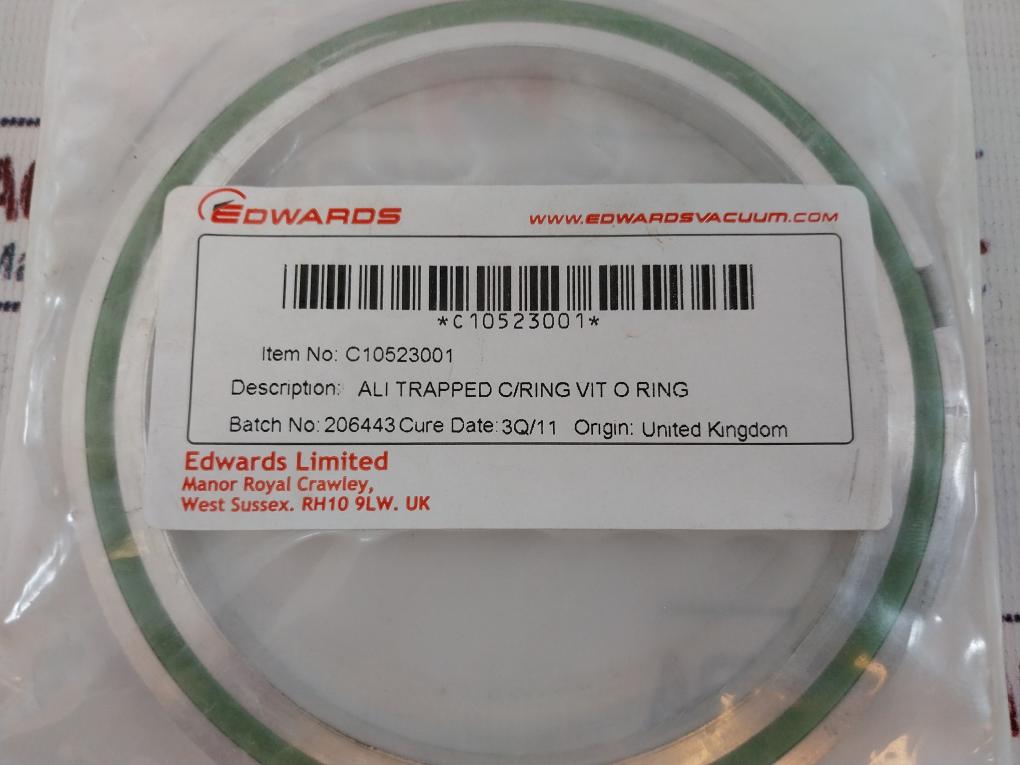 EDWARDS WWW.EDWARDSVACUUM.COM
*C10523001*
Item No: C10523001
Description: ALI TRAPPED C/RING VIT O RING
Batch No: 206443 Cure Date: 3Q/11 Origin: United Kingdom
Edwards Limited
Manor Royal Crawley,
West Sussex. RH10 9LW. UK